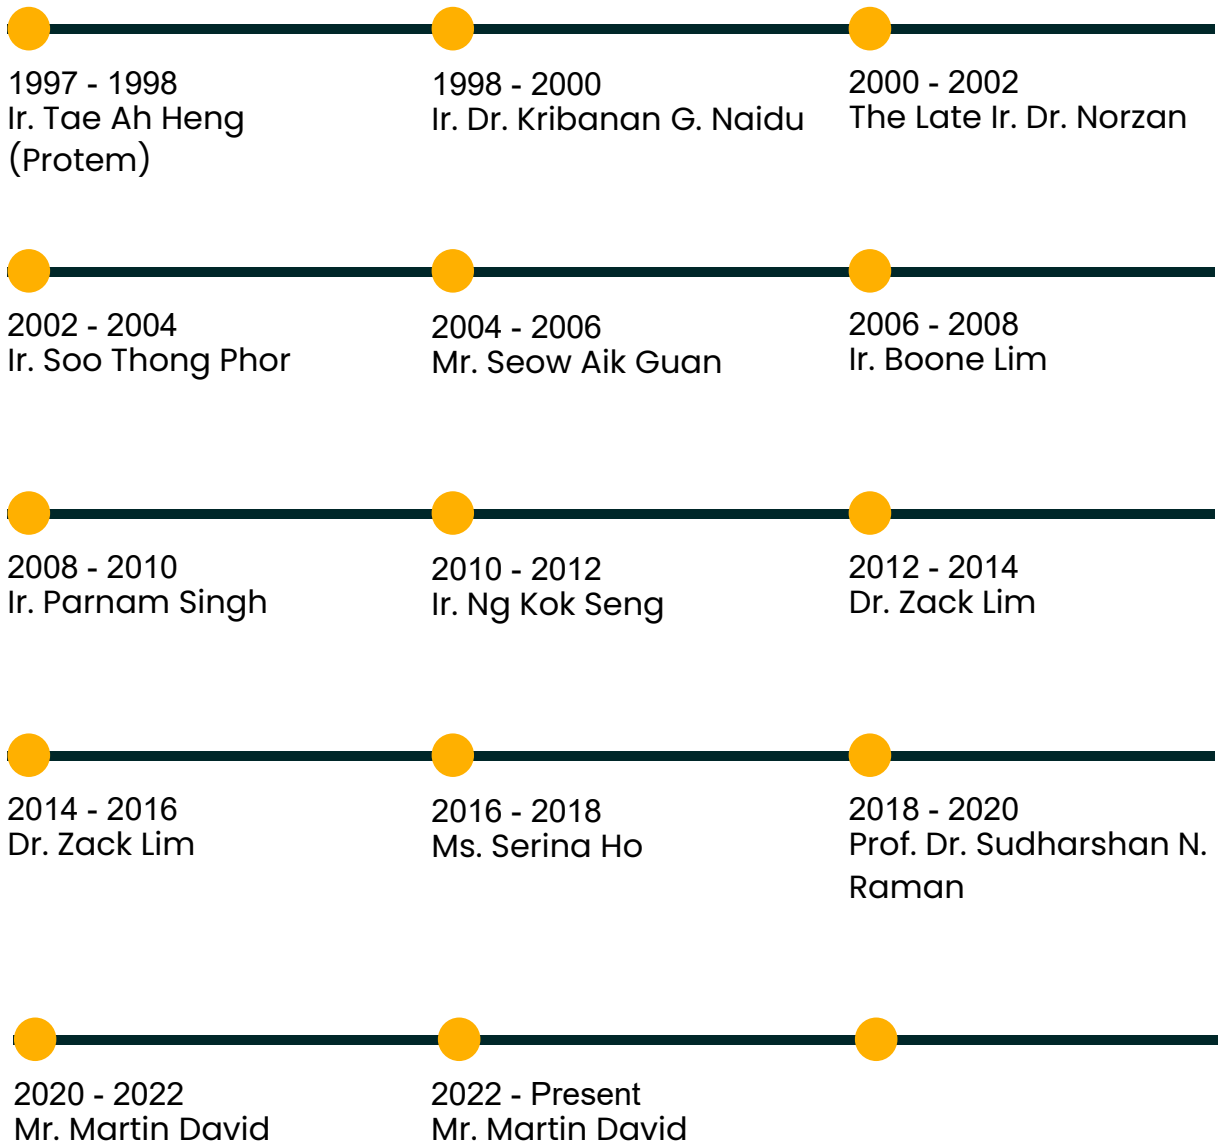 1997 - 1998
Ir. Tae Ah Heng
(Protem)
1998 - 2000
Ir. Dr. Kribanan G. Naidu
2000 - 2002
The Late Ir. Dr. Norzan
2002 - 2004
Ir. Soo Thong Phor
2004 - 2006
Mr. Seow Aik Guan
2006 - 2008
Ir. Boone Lim
2008 - 2010
Ir. Parnam Singh
2010 - 2012
Ir. Ng Kok Seng
2012 - 2014
Dr. Zack Lim
2014 - 2016
Dr. Zack Lim
2016 - 2018
Ms. Serina Ho
2018 - 2020
Prof. Dr. Sudharshan N.
Raman
2020 - 2022
Mr. Martin David
2022 - Present
Mr. Martin David